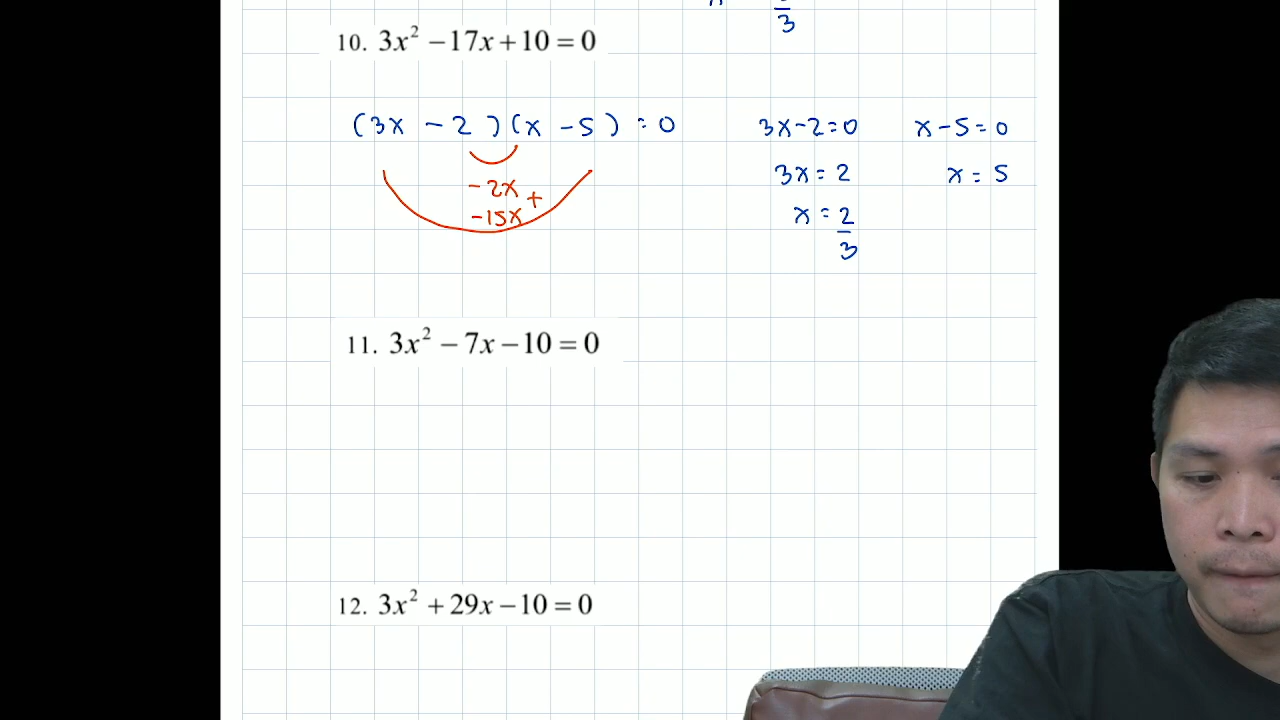 3
10. 3x² − 17x + 10 = 0
(3x − 2)(x − 5) = 0
3x − 2 = 0
x − 5 = 0
− 2x +
− 15x
3x = 2
x = 5
x = 2/3
11. 3x² − 7x − 10 = 0
12. 3x² + 29x − 10 = 0